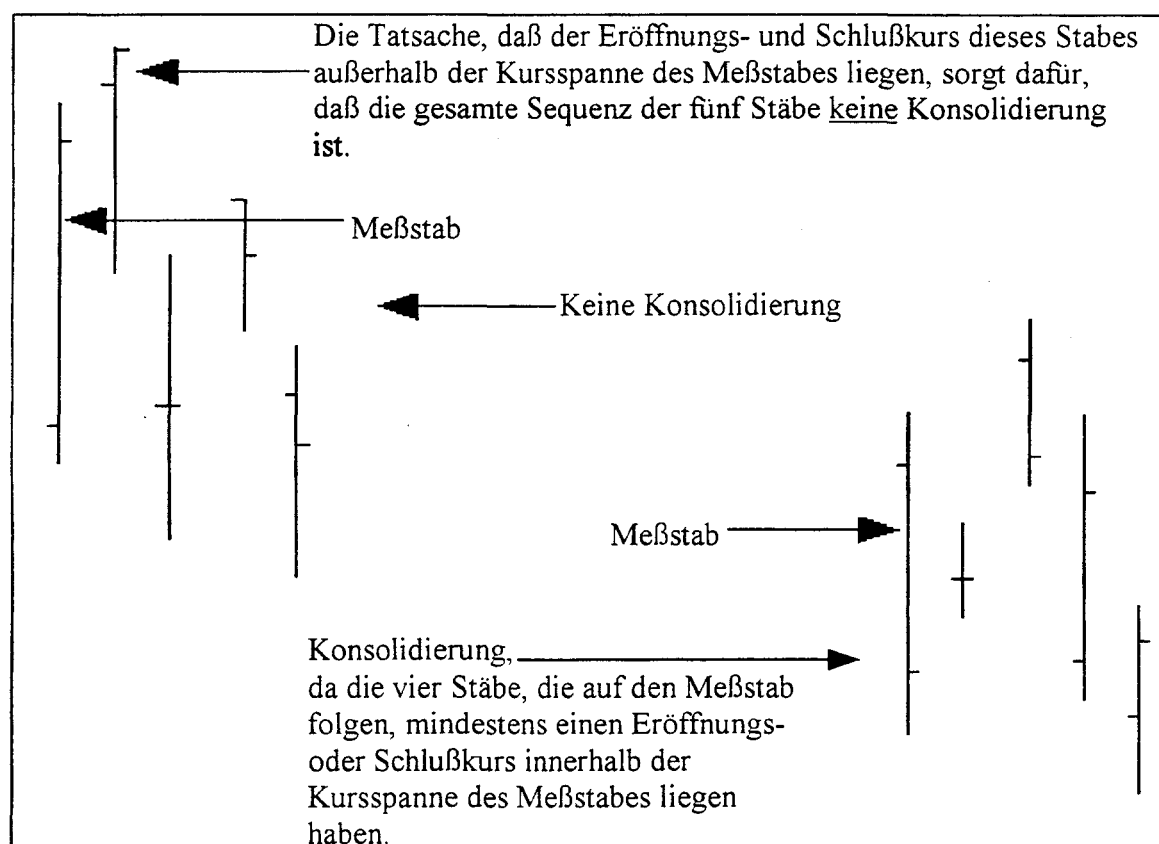 Die Tatsache, daß der Eröffnungs- und Schlußkurs dieses Stabes
außerhalb der Kursspanne des Meßstabes liegen, sorgt dafür,
daß die gesamte Sequenz der fünf Stäbe keine Konsolidierung
ist.
Meßstab
Keine Konsolidierung
Meßstab
Konsolidierung,
da die vier Stäbe, die auf den Meßstab
folgen, mindestens einen Eröffnungs-
oder Schlußkurs innerhalb der
Kursspanne des Meßstabes liegen
haben.